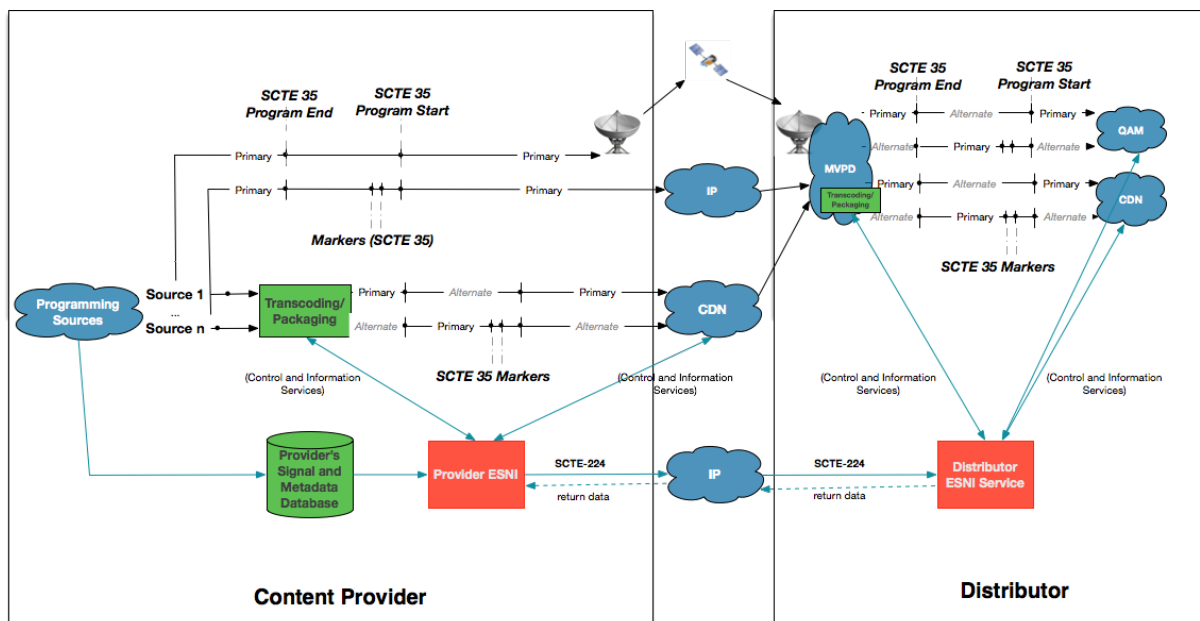 SCTE 35
Program End
SCTE 35
Program Start
Primary
Primary
Primary
Primary
Markers (SCTE 35)
IP
Programming
Sources
Source 1
...
Source n
Transcoding/
Packaging
Primary
Alternate
Primary
Alternate
Primary
Alternate
SCTE 35 Markers
CDN
(Control and Information
Services)
(Control and Information
Services)
Provider's
Signal and
Metadata
Database
Provider ESNI
SCTE-224
return data
IP
Content Provider
SCTE 35
Program End
SCTE 35
Program Start
MVPD
Transcoding/
Packaging
Primary
Alternate
Primary
Alternate
Primary
Alternate
QAM
Primary
Alternate
Primary
Alternate
Primary
Alternate
CDN
SCTE 35 Markers
(Control and Information
Services)
(Control and Information
Services)
SCTE-224
return data
Distributor
ESNI Service
Distributor